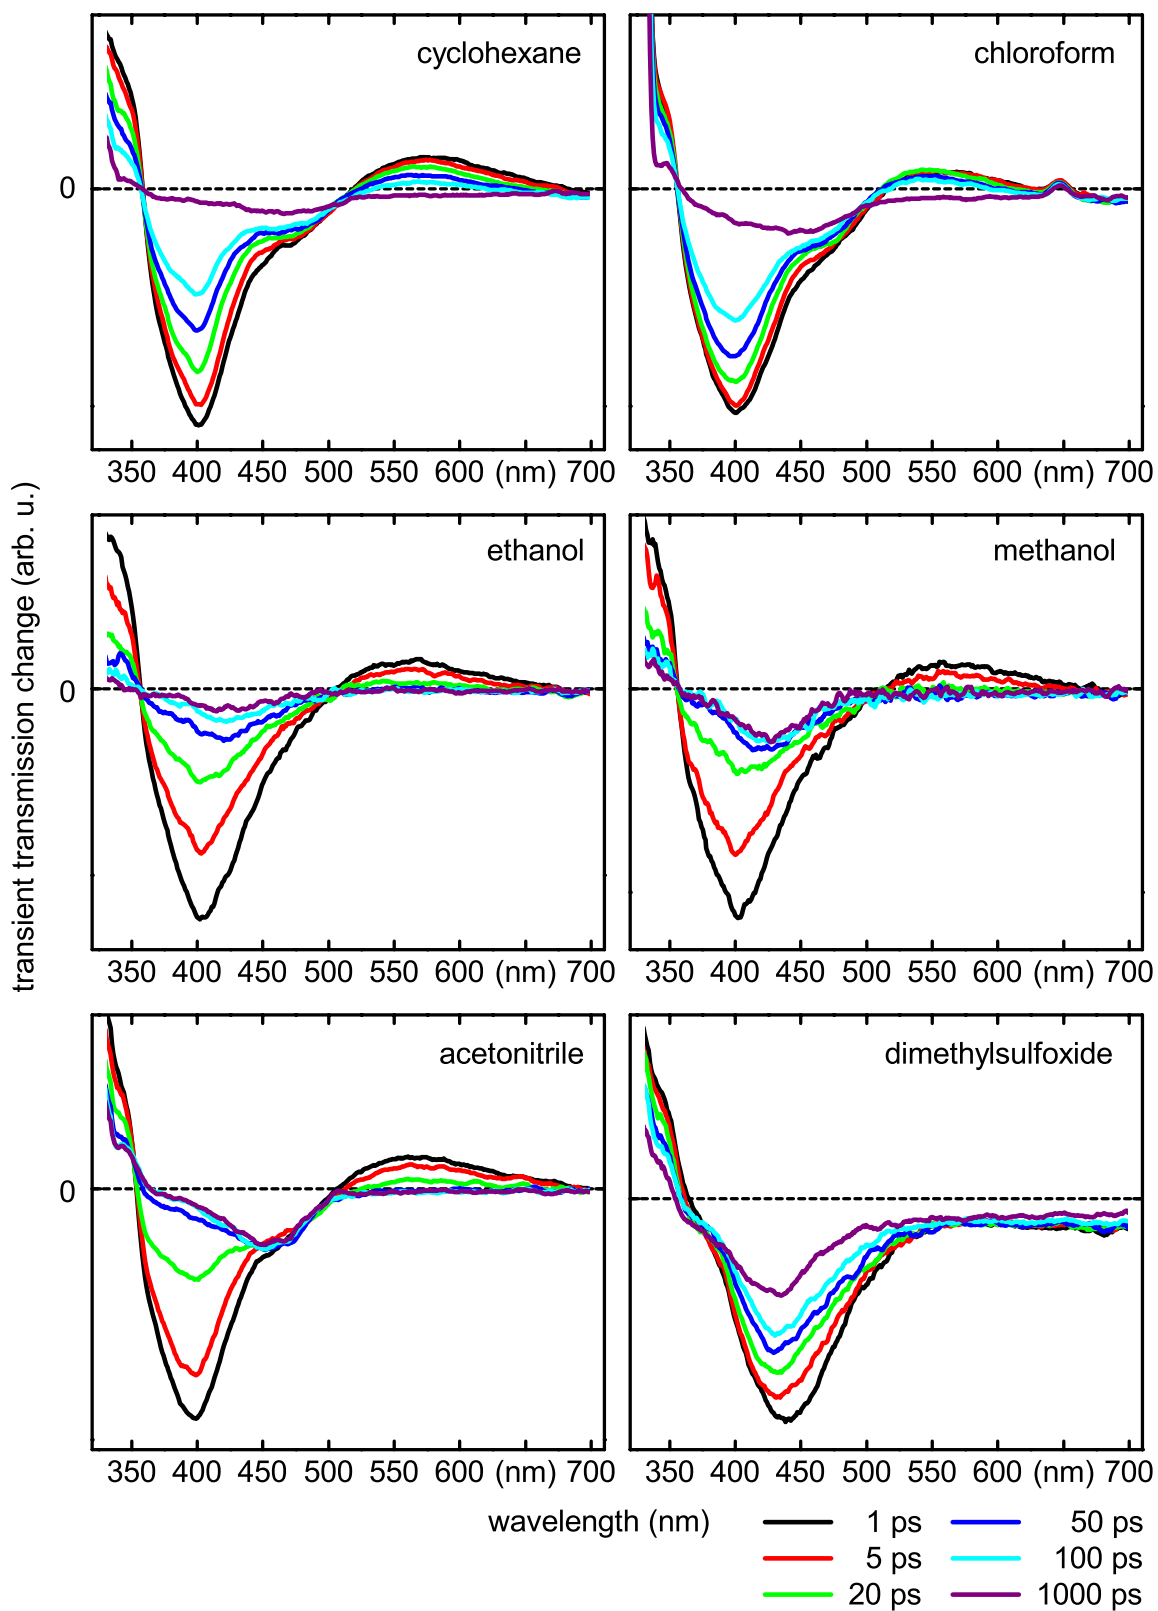 cyclohexane
chloroform
0
350 400 450 500 550 600 (nm) 700
350 400 450 500 550 600 (nm) 700
ethanol
methanol
0
350 400 450 500 550 600 (nm) 700
350 400 450 500 550 600 (nm) 700
acetonitrile
dimethylsulfoxide
0
350 400 450 500 550 600 (nm) 700
350 400 450 500 550 600 (nm) 700
transient transmission change (arb. u.)
wavelength (nm)
1 ps
50 ps
5 ps
100 ps
20 ps
1000 ps